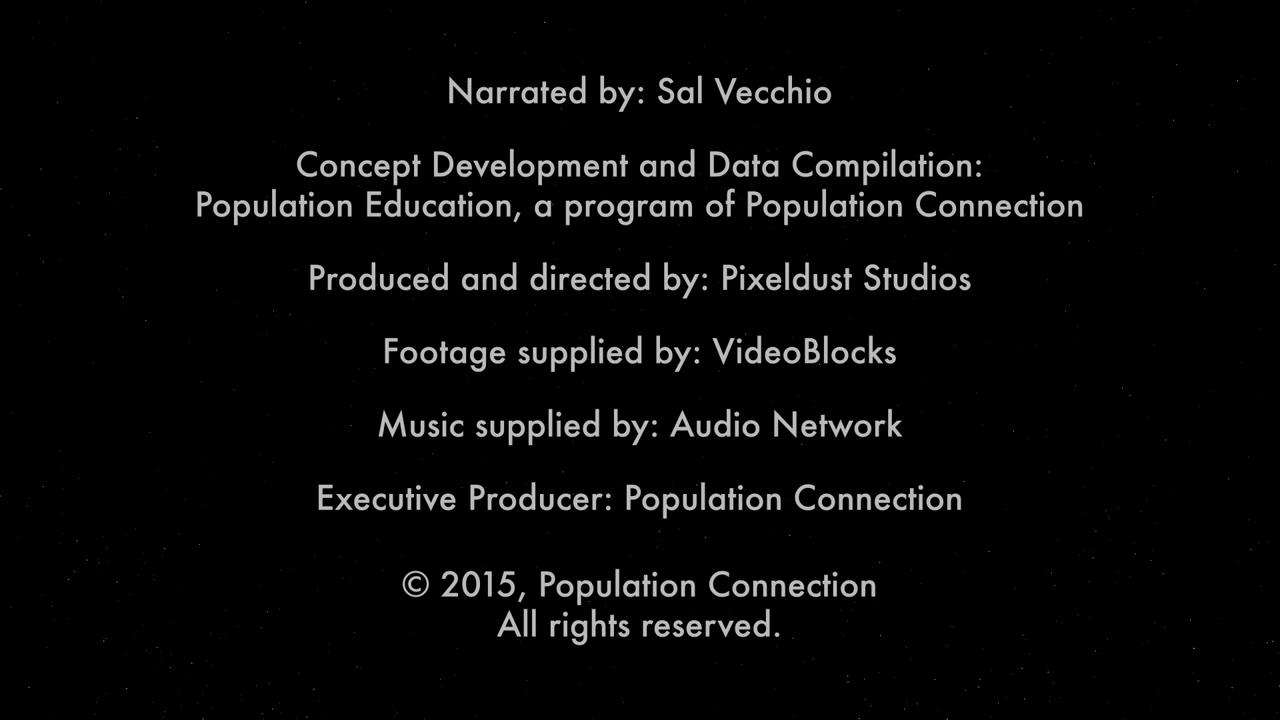 Narrated by: Sal Vecchio
Concept Development and Data Compilation:
Population Education, a program of Population Connection
Produced and directed by: Pixeldust Studios
Footage supplied by: VideoBlocks
Music supplied by: Audio Network
Executive Producer: Population Connection
© 2015, Population Connection
All rights reserved.